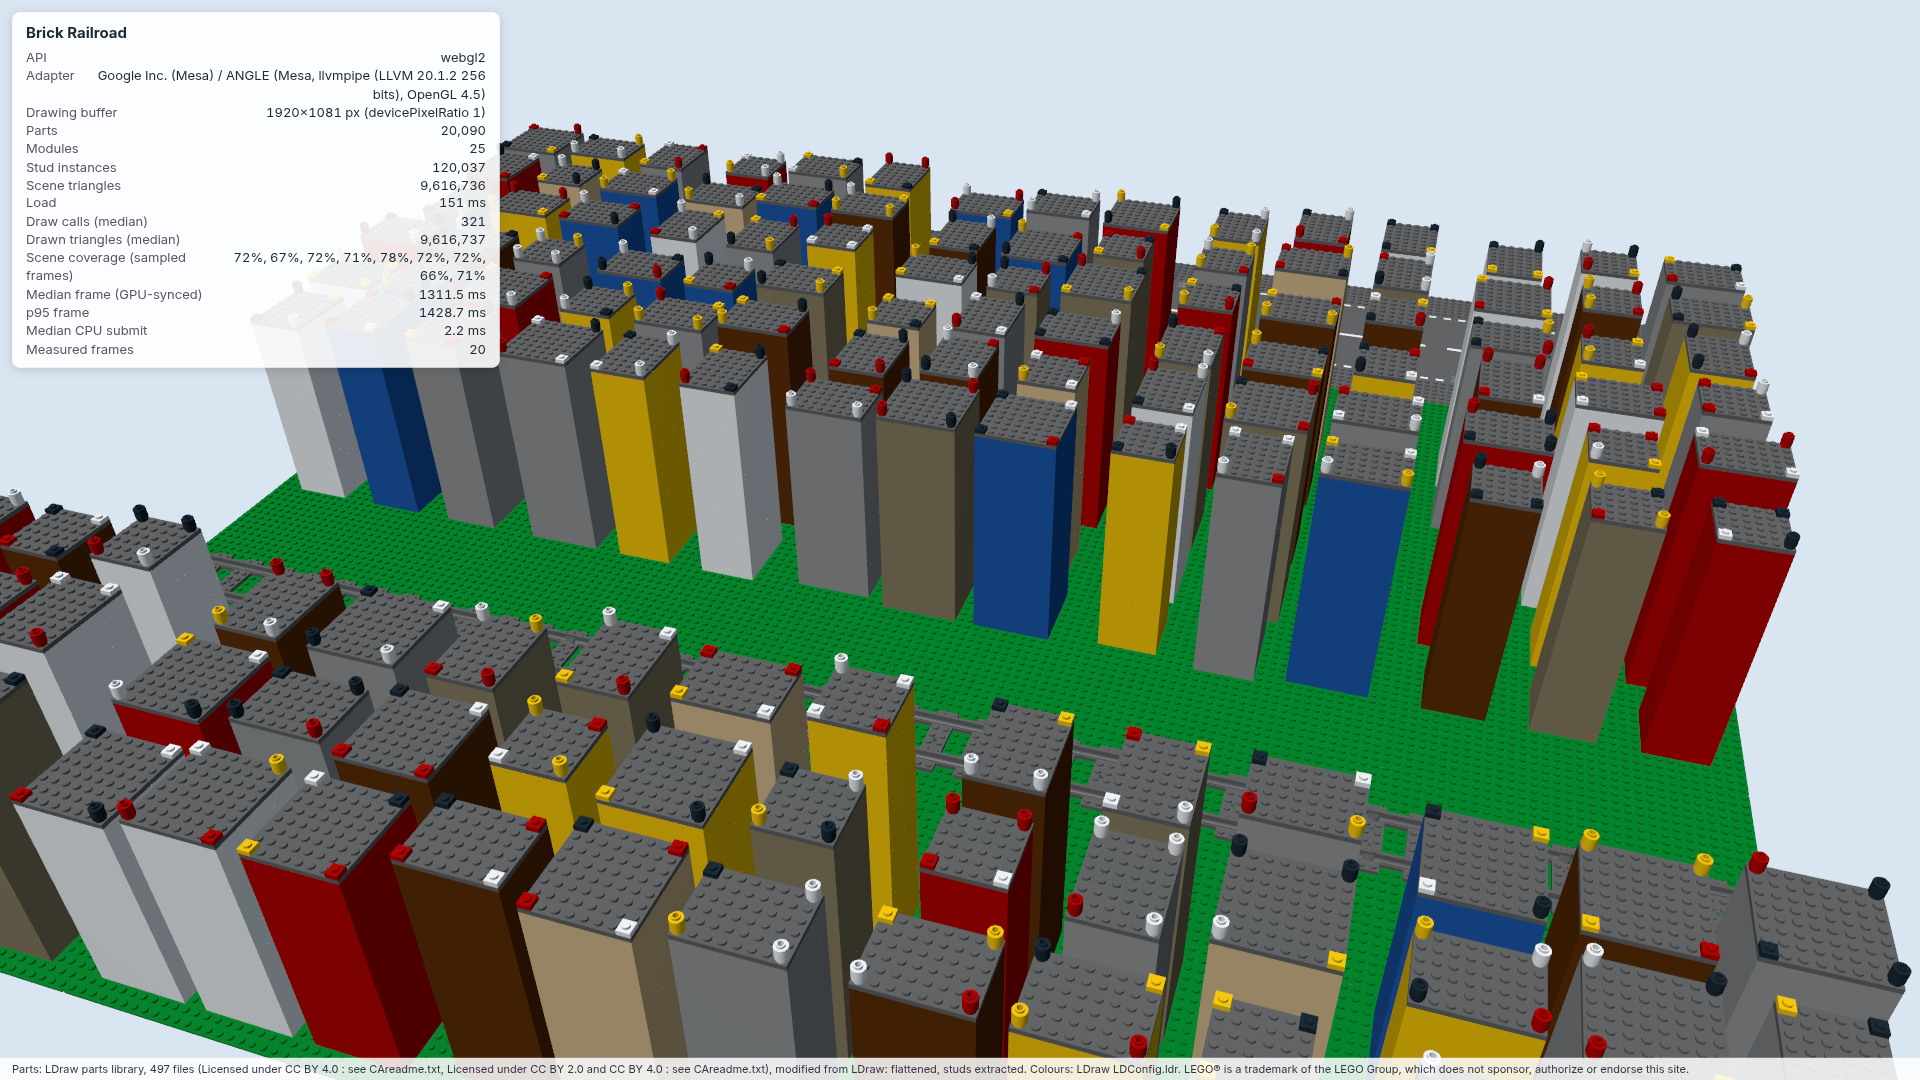 Brick Railroad
API webgl2
Adapter Google Inc. (Mesa) / ANGLE (Mesa, llvmpipe (LLVM 20.1.2 256
bits), OpenGL 4.5)
Drawing buffer 1920×1081 px (devicePixelRatio 1)
Parts 20,090
Modules 25
Stud instances 120,037
Scene triangles 9,616,736
Load 151 ms
Draw calls (median) 321
Drawn triangles (median) 9,616,737
Scene coverage (sampled 72%, 67%, 72%, 71%, 78%, 72%, 72%,
frames) 66%, 71%
Median frame (GPU-synced) 1311.5 ms
p95 frame 1428.7 ms
Median CPU submit 2.2 ms
Measured frames 20
Parts: LDraw parts library, 497 files (Licensed under CC BY 4.0 : see CAreadme.txt, Licensed under CC BY 2.0 and CC BY 4.0 : see CAreadme.txt), modified from LDraw: flattened, studs extracted. Colours: LDraw LDConfig.ldr. LEGO® is a trademark of the LEGO Group, which does not sponsor, authorize or endorse this site.